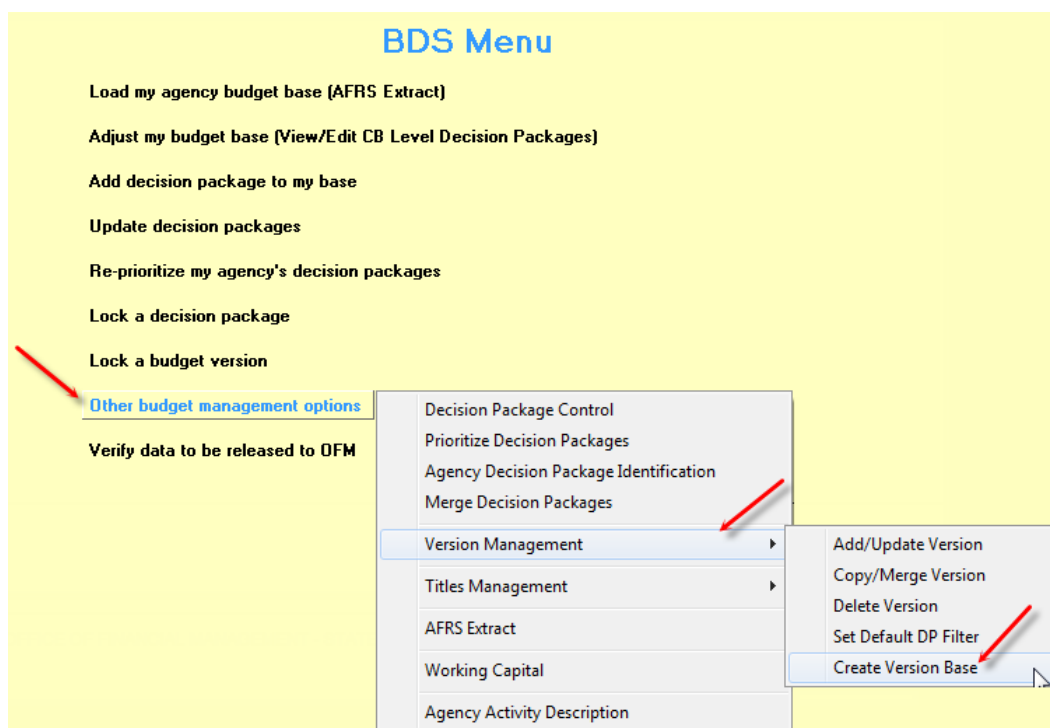 BDS Menu
Load my agency budget base (AFRS Extract)
Adjust my budget base (View/Edit CB Level Decision Packages)
Add decision package to my base
Update decision packages
Re-prioritize my agency's decision packages
Lock a decision package
Lock a budget version
Other budget management options
Verify data to be released to OFM
Decision Package Control
Prioritize Decision Packages
Agency Decision Package Identification
Merge Decision Packages
Version Management
Titles Management
AFRS Extract
Working Capital
Agency Activity Description
Add/Update Version
Copy/Merge Version
Delete Version
Set Default DP Filter
Create Version Base